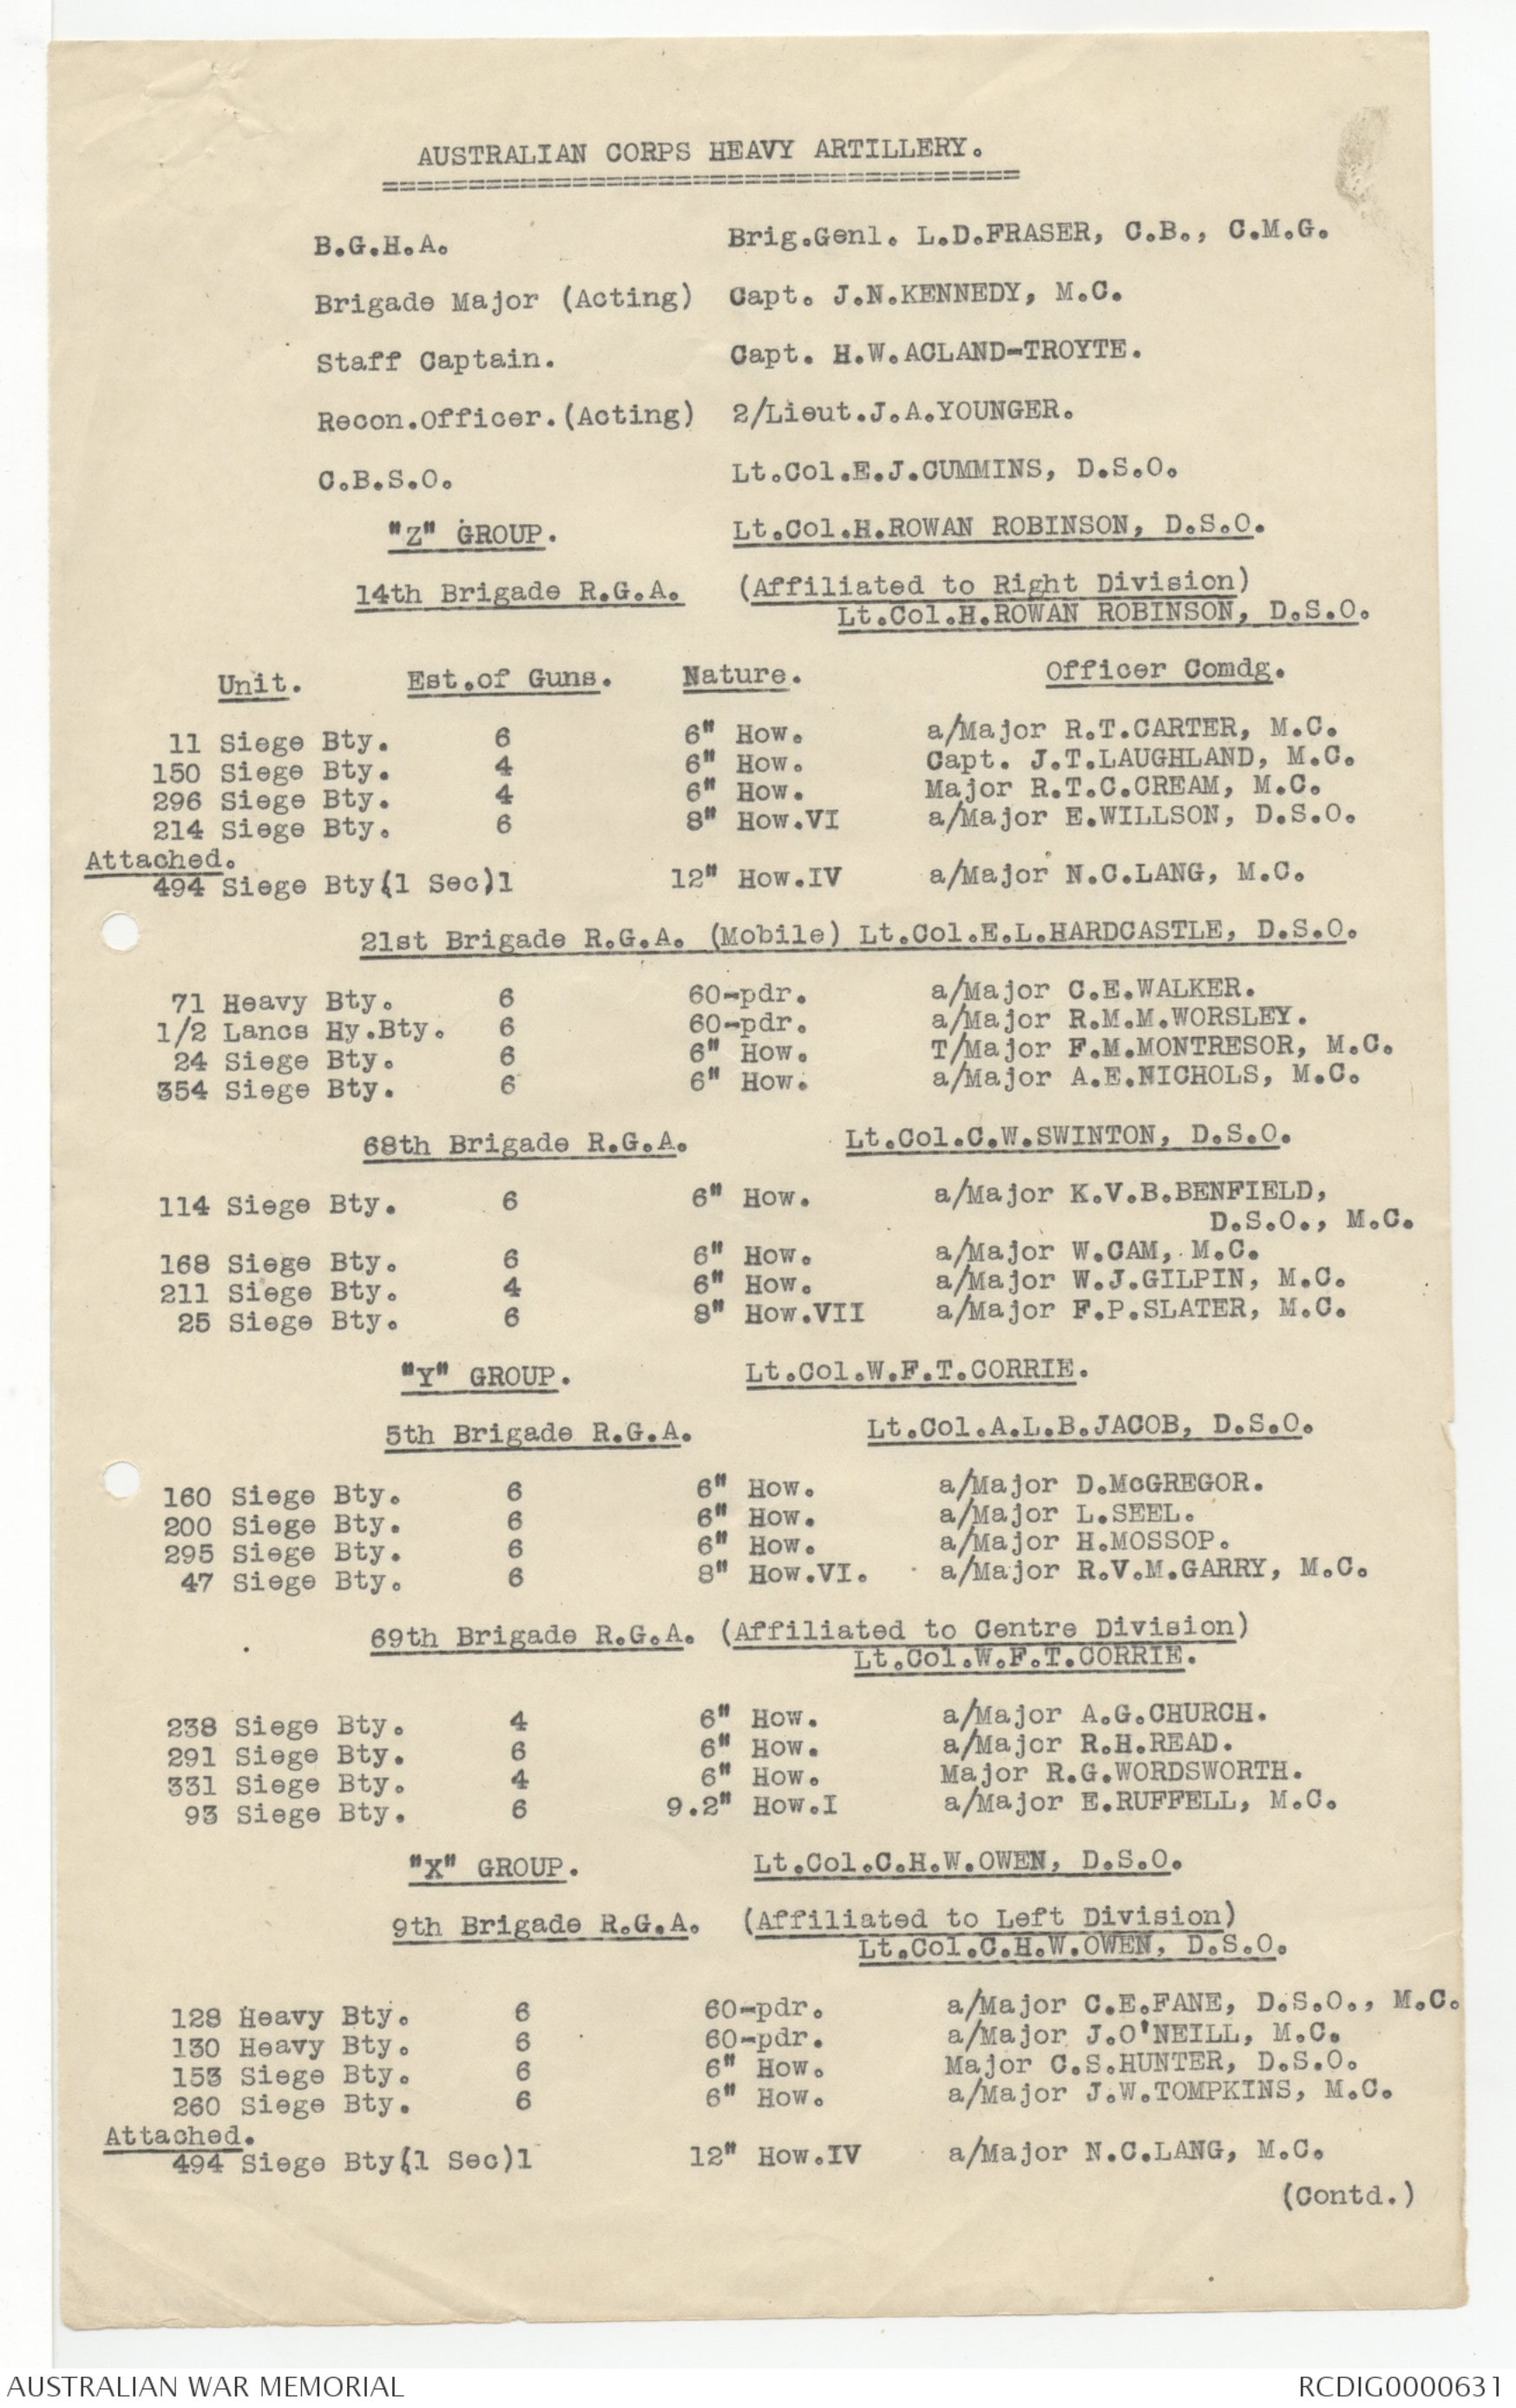 AUSTRALIAN CORPS HEAVY ARTILLERY.
=====================================
B.G.H.A. Brig.Genl. L.D.FRASER, C.B., C.M.G.
Brigade Major (Acting) Capt. J.N.KENNEDY, M.C.
Staff Captain. Capt. H.W.ACLAND-TROYTE.
Recon.Officer.(Acting) 2/Lieut.J.A.YOUNGER.
C.B.S.O. Lt.Col.E.J.CUMMINS, D.S.O.
"Z" GROUP. Lt.Col.H.ROWAN ROBINSON, D.S.O.
14th Brigade R.G.A. (Affiliated to Right Division)
Lt.Col.H.ROWAN ROBINSON, D.S.O.
Unit. Est.of Guns. Nature. Officer Comdg.
11 Siege Bty. 6 6" How. a/Major R.T.CARTER, M.C.
150 Siege Bty. 4 6" How. Capt. J.T.LAUGHLAND, M.C.
296 Siege Bty. 4 6" How. Major R.T.C.CREAM, M.C.
214 Siege Bty. 6 8" How.VI a/Major E.WILLSON, D.S.O.
Attached.
494 Siege Bty(1 Sec)1 12" How.IV a/Major N.C.LANG, M.C.
21st Brigade R.G.A. (Mobile) Lt.Col.E.L.HARDCASTLE, D.S.O.
71 Heavy Bty. 6 60-pdr. a/Major C.E.WALKER.
1/2 Lancs Hy.Bty. 6 60-pdr. a/Major R.M.M.WORSLEY.
24 Siege Bty. 6 6" How. T/Major F.M.MONTRESOR, M.C.
354 Siege Bty. 6 6" How. a/Major A.E.NICHOLS, M.C.
68th Brigade R.G.A. Lt.Col.C.W.SWINTON, D.S.O.
114 Siege Bty. 6 6" How. a/Major K.V.B.BENFIELD,
D.S.O., M.C.
168 Siege Bty. 6 6" How. a/Major W.CAM, M.C.
211 Siege Bty. 4 6" How. a/Major W.J.GILPIN, M.C.
25 Siege Bty. 6 8" How.VII a/Major F.P.SLATER, M.C.
"Y" GROUP. Lt.Col.W.F.T.CORRIE.
5th Brigade R.G.A. Lt.Col.A.L.B.JACOB, D.S.O.
160 Siege Bty. 6 6" How. a/Major D.McGREGOR.
200 Siege Bty. 6 6" How. a/Major L.SEEL.
295 Siege Bty. 6 6" How. a/Major H.MOSSOP.
47 Siege Bty. 6 8" How.VI. a/Major R.V.M.GARRY, M.C.
69th Brigade R.G.A. (Affiliated to Centre Division)
Lt.Col.W.F.T.CORRIE.
238 Siege Bty. 4 6" How. a/Major A.G.CHURCH.
291 Siege Bty. 6 6" How. a/Major R.H.READ.
331 Siege Bty. 4 6" How. Major R.G.WORDSWORTH.
93 Siege Bty. 6 9.2" How.I a/Major E.RUFFELL, M.C.
"X" GROUP. Lt.Col.C.H.W.OWEN, D.S.O.
9th Brigade R.G.A. (Affiliated to Left Division)
Lt.Col.C.H.W.OWEN, D.S.O.
128 Heavy Bty. 6 60-pdr. a/Major C.E.FANE, D.S.O., M.C.
130 Heavy Bty. 6 60-pdr. a/Major J.O'NEILL, M.C.
153 Siege Bty. 6 6" How. Major C.S.HUNTER, D.S.O.
260 Siege Bty. 6 6" How. a/Major J.W.TOMPKINS, M.C.
Attached.
494 Siege Bty(1 Sec)1 12" How.IV a/Major N.C.LANG, M.C.
(Contd.)
AUSTRALIAN WAR MEMORIAL RCDIG0000631